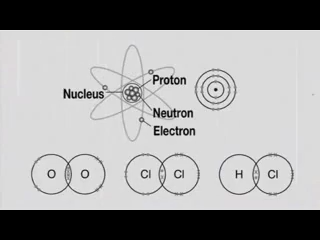 Proton
Nucleus
Neutron
Electron
O O
Cl Cl
H Cl